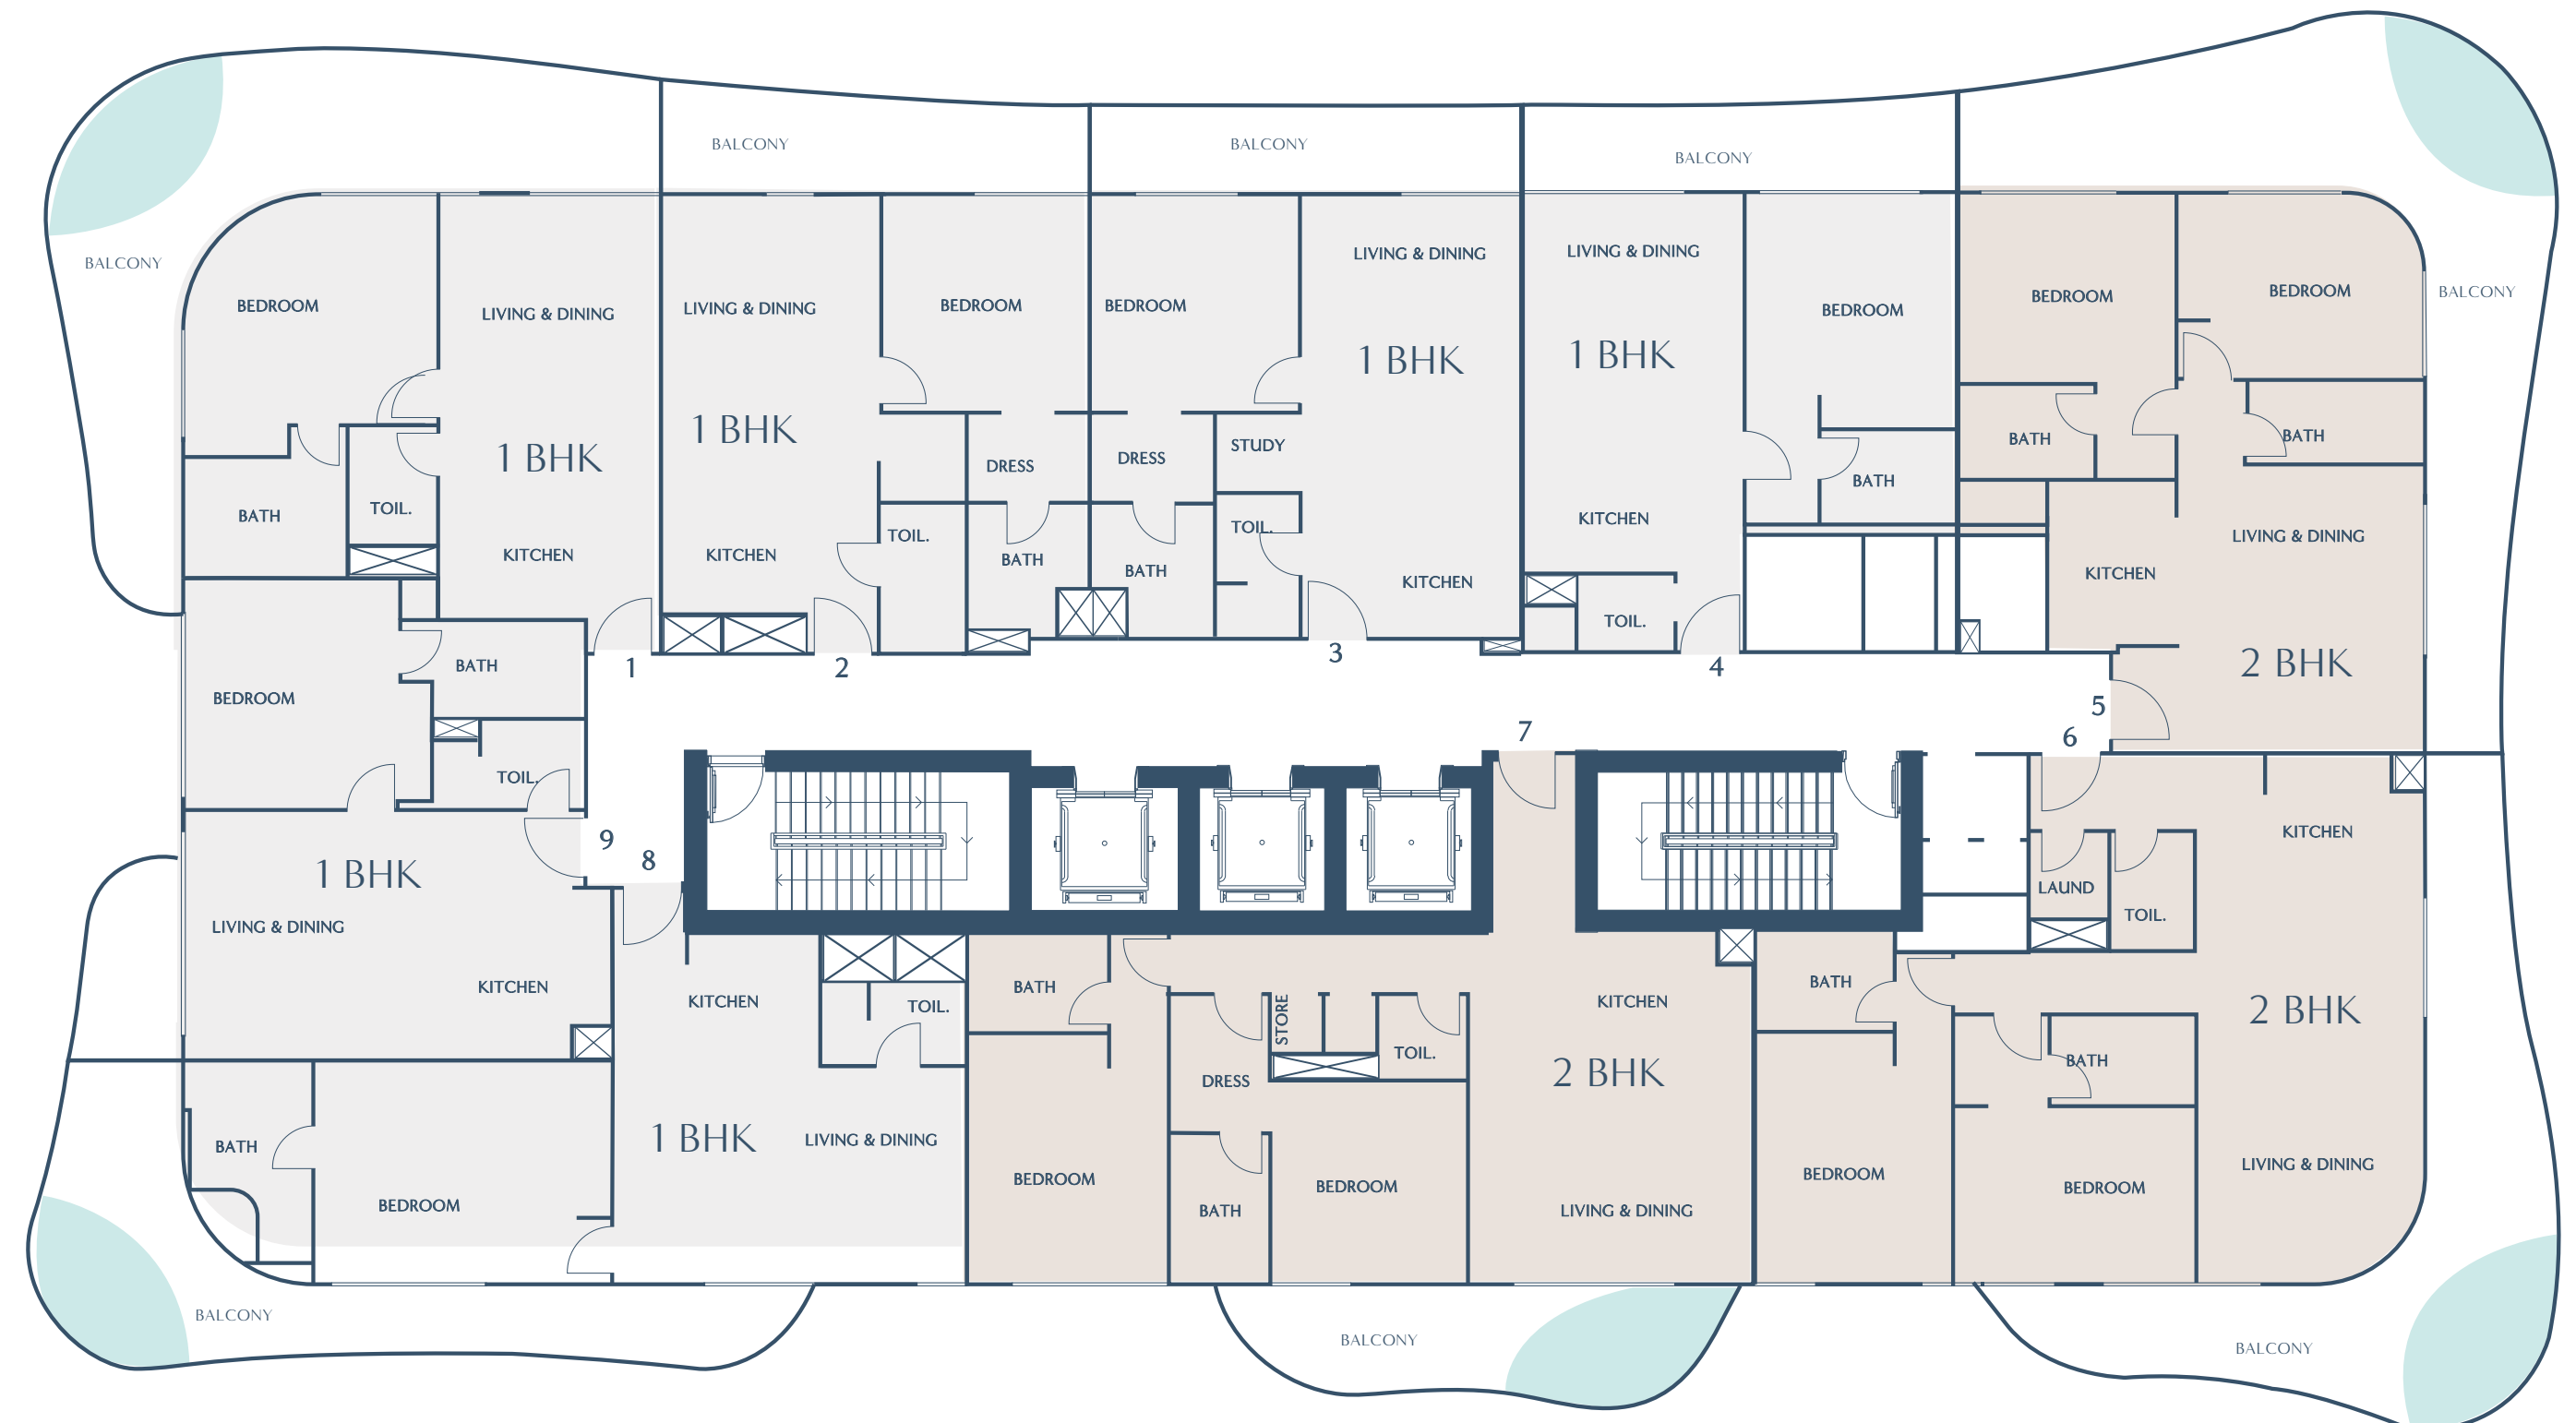 BALCONY
BALCONY
BALCONY
BALCONY
BALCONY
BEDROOM
LIVING & DINING
1 BHK
BATH
TOIL.
KITCHEN
LIVING & DINING
BEDROOM
1 BHK
DRESS
KITCHEN
TOIL.
BATH
BEDROOM
LIVING & DINING
1 BHK
STUDY
DRESS
TOIL.
BATH
KITCHEN
LIVING & DINING
BEDROOM
1 BHK
BATH
KITCHEN
TOIL.
BEDROOM
BEDROOM
BATH
BATH
LIVING & DINING
KITCHEN
2 BHK
1
2
3
4
5
6
7
8
9
BATH
BEDROOM
TOIL.
1 BHK
LIVING & DINING
KITCHEN
KITCHEN
TOIL.
1 BHK
LIVING & DINING
BATH
BEDROOM
BALCONY
BATH
STORE
TOIL.
DRESS
BEDROOM
BATH
BEDROOM
KITCHEN
2 BHK
LIVING & DINING
BALCONY
KITCHEN
LAUND
TOIL.
BATH
2 BHK
BATH
BEDROOM
BEDROOM
LIVING & DINING
BALCONY